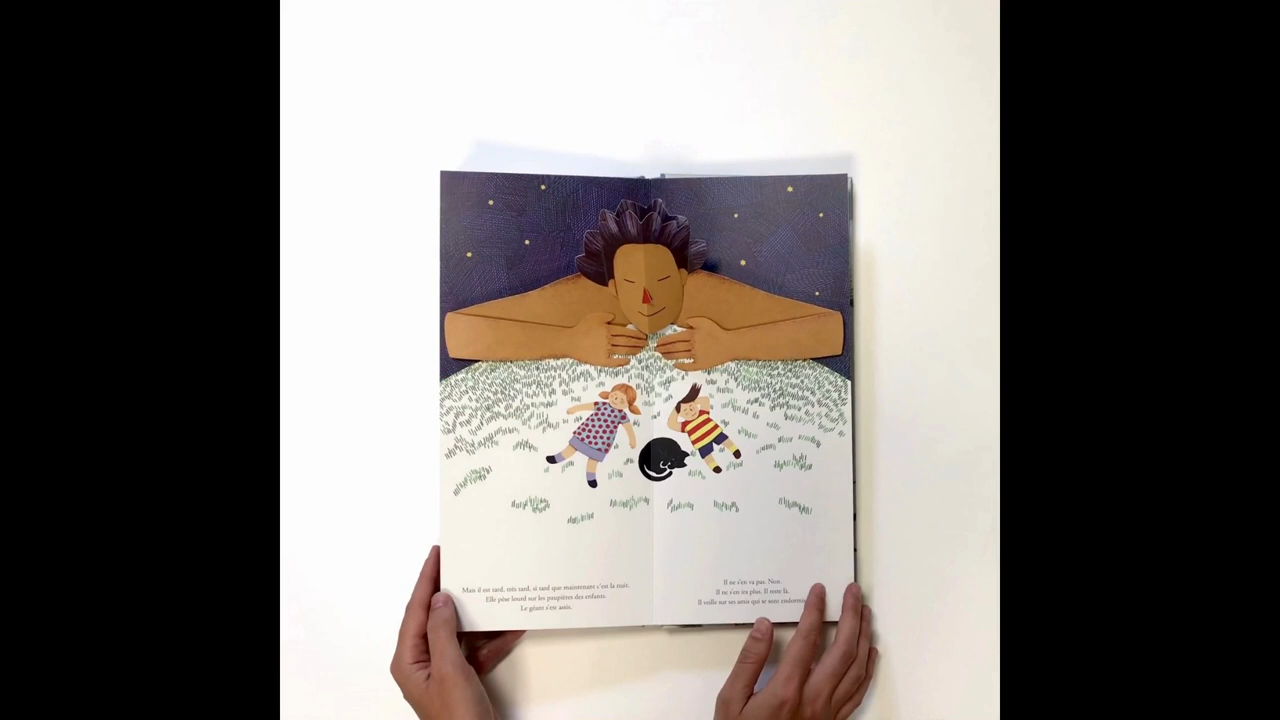 Mais il est tard, très tard, si tard que maintenant c'est la nuit.
Elle pèse lourd sur les paupières des enfants.
Le géant s'est assis.
Il ne s'en va pas. Non.
Il ne s'en ira plus. Il reste là.
Il veille sur ses amis qui se sont